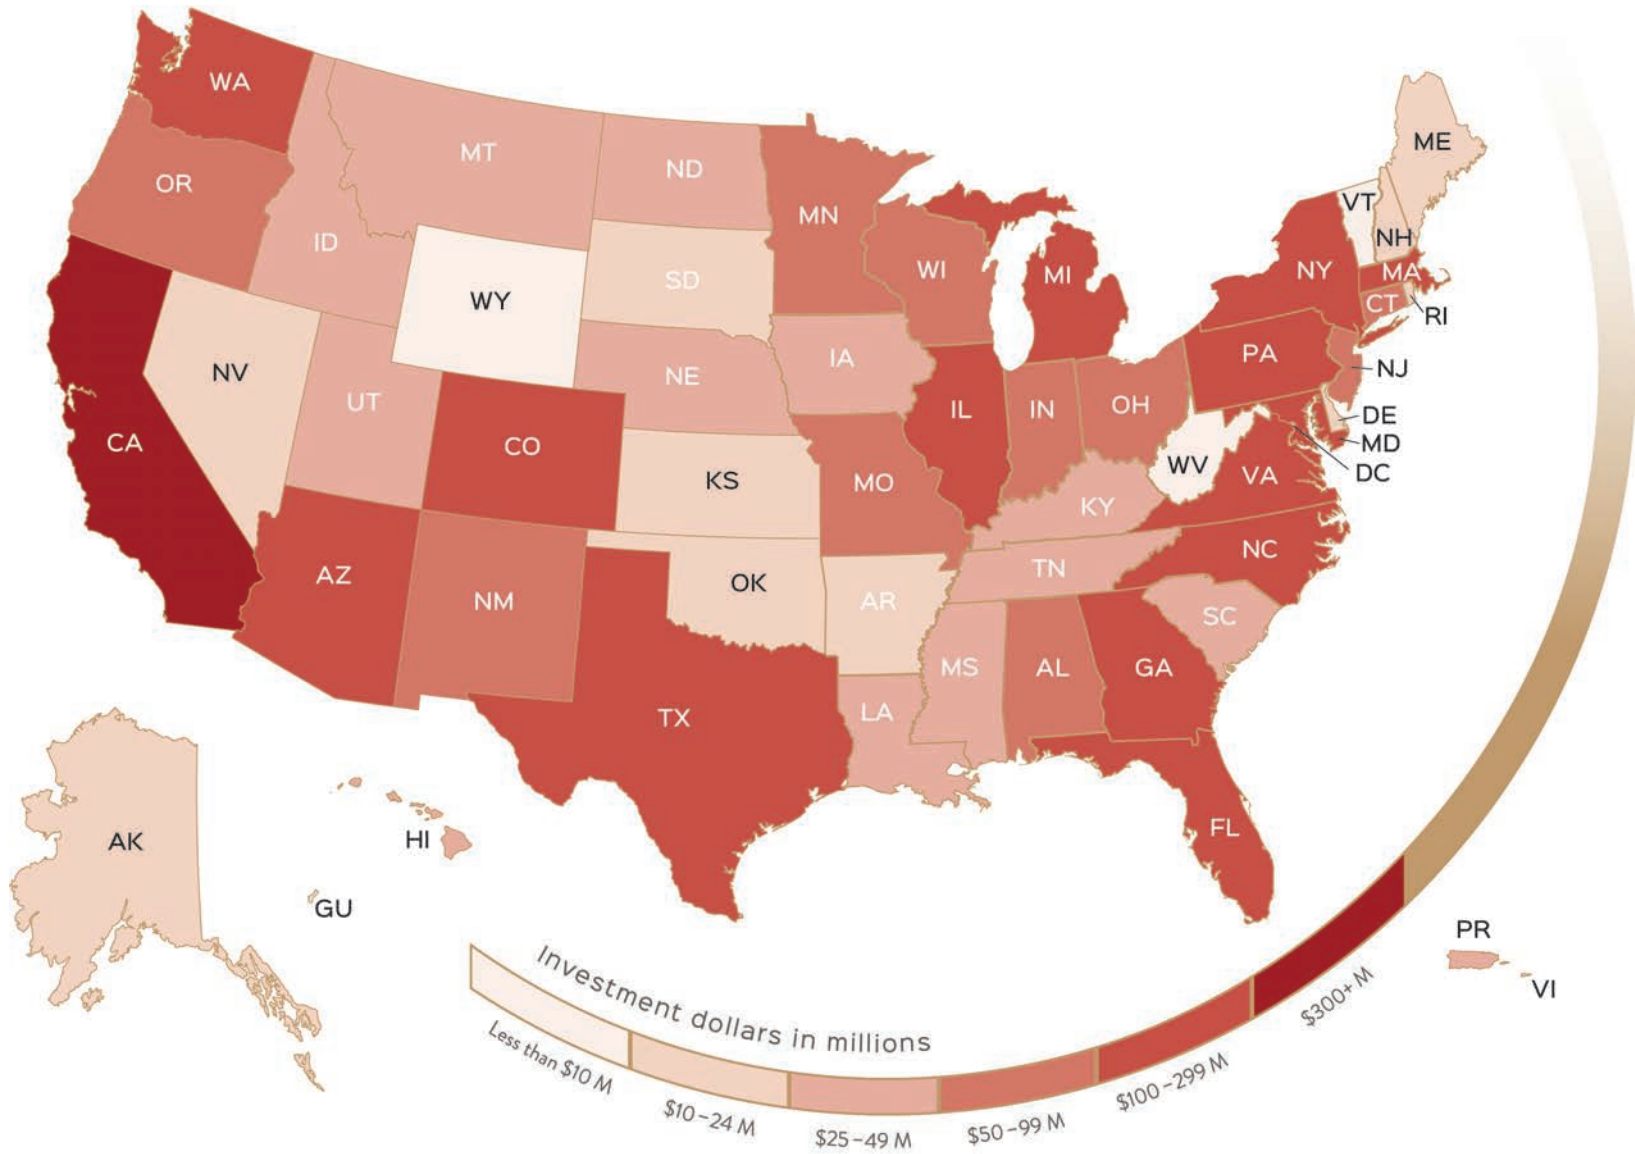 WA
ME
MT
ND
VT
OR
MN
NH
ID
WI
MI
NY
MA
SD
WY
CT
RI
PA
IA
NV
NE
NJ
UT
IL
IN
OH
DE
CA
CO
MD
WV
DC
KS
MO
VA
KY
NC
TN
AZ
OK
NM
AR
SC
MS
AL
GA
LA
TX
FL
AK
HI
GU
PR
VI
Investment dollars in millions
Less than $10 M
$10–24 M
$25–49 M
$50–99 M
$100–299 M
$300+ M